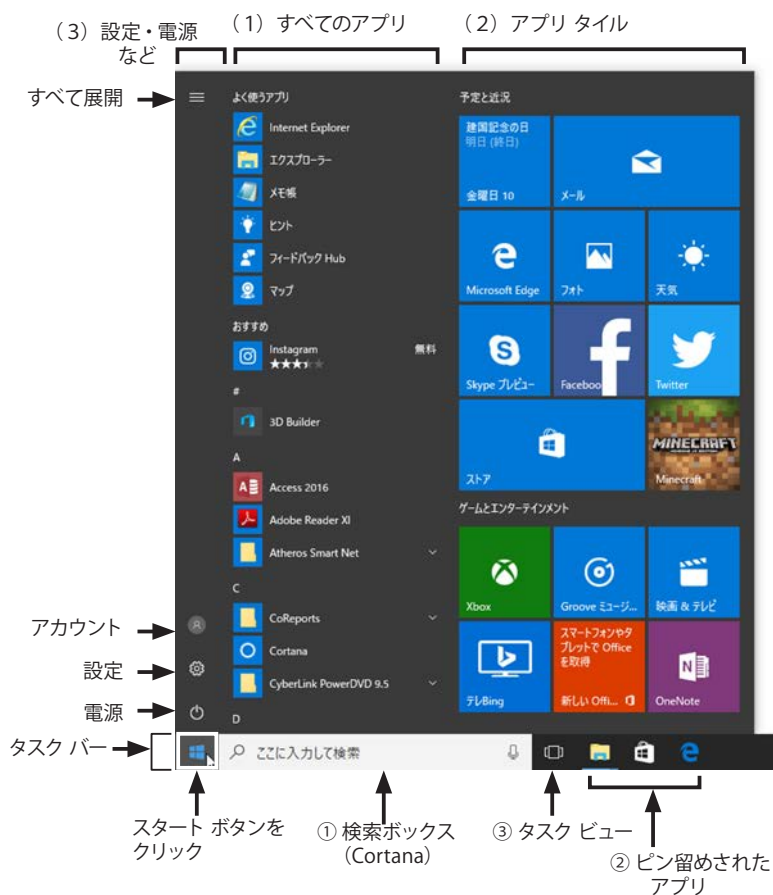 （3）設定・電源
など
（1）すべてのアプリ
（2）アプリ タイル
すべて展開
よく使うアプリ
Internet Explorer
エクスプローラー
メモ帳
ヒント
フィードバック Hub
マップ
おすすめ
Instagram
無料
#
3D Builder
A
Access 2016
Adobe Reader XI
Atheros Smart Net
C
CoReports
Cortana
CyberLink PowerDVD 9.5
D
予定と近況
建国記念の日
明日 (終日)
金曜日 10
メール
Microsoft Edge
フォト
天気
Skype プレビュー
Facebook
Twitter
ストア
MINECRAFT
Minecraft
ゲームとエンターテインメント
Xbox
Groove ミュージ...
映画 & テレビ
テレBing
スマートフォンやタ
ブレットで Office
を取得
新しい Offi...
OneNote
アカウント
設定
電源
タスク バー
ここに入力して検索
スタート ボタンを
クリック
① 検索ボックス
（Cortana）
③ タスク ビュー
② ピン留めされた
アプリ